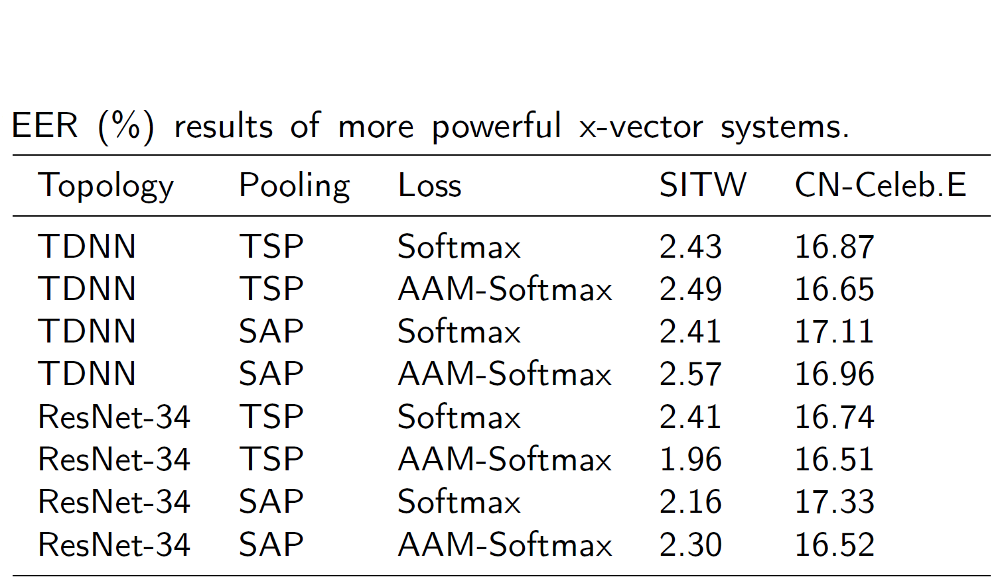 EER (%) results of more powerful x-vector systems.
Topology Pooling Loss SITW CN-Celeb.E
TDNN TSP Softmax 2.43 16.87
TDNN TSP AAM-Softmax 2.49 16.65
TDNN SAP Softmax 2.41 17.11
TDNN SAP AAM-Softmax 2.57 16.96
ResNet-34 TSP Softmax 2.41 16.74
ResNet-34 TSP AAM-Softmax 1.96 16.51
ResNet-34 SAP Softmax 2.16 17.33
ResNet-34 SAP AAM-Softmax 2.30 16.52